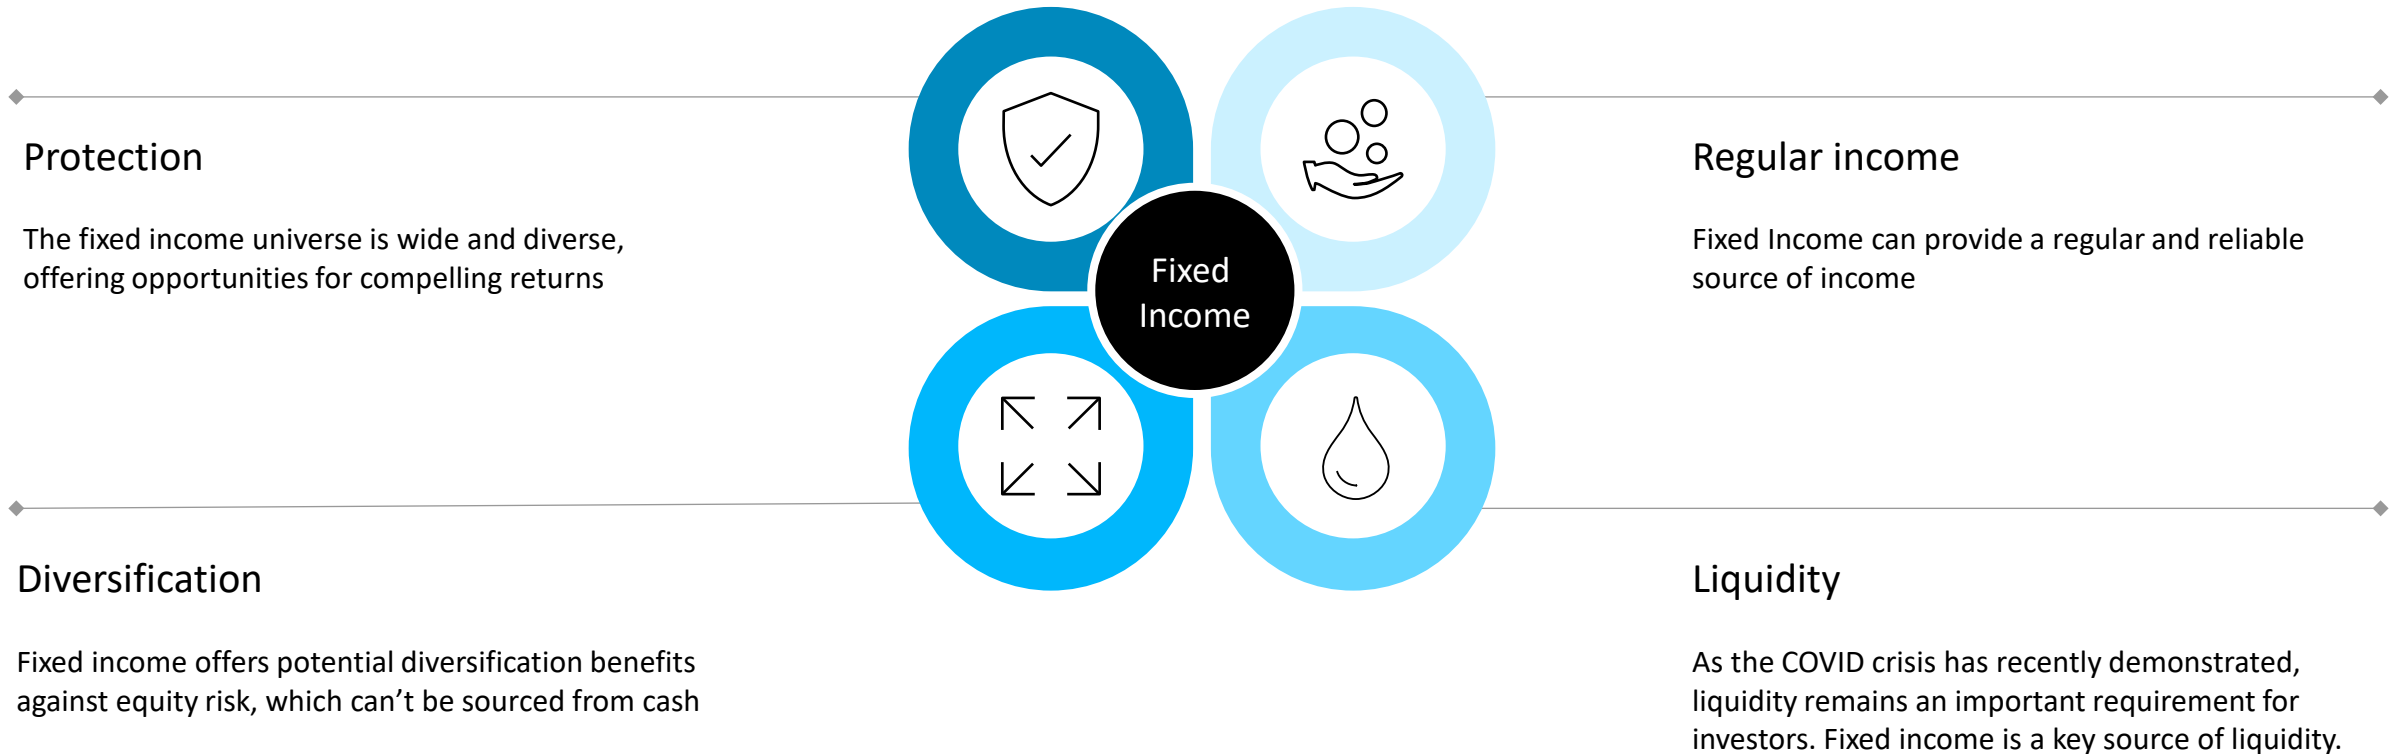 Protection
The fixed income universe is wide and diverse,
offering opportunities for compelling returns
Fixed
Income
Regular income
Fixed Income can provide a regular and reliable
source of income
Diversification
Fixed income offers potential diversification benefits
against equity risk, which can’t be sourced from cash
Liquidity
As the COVID crisis has recently demonstrated,
liquidity remains an important requirement for
investors. Fixed income is a key source of liquidity.